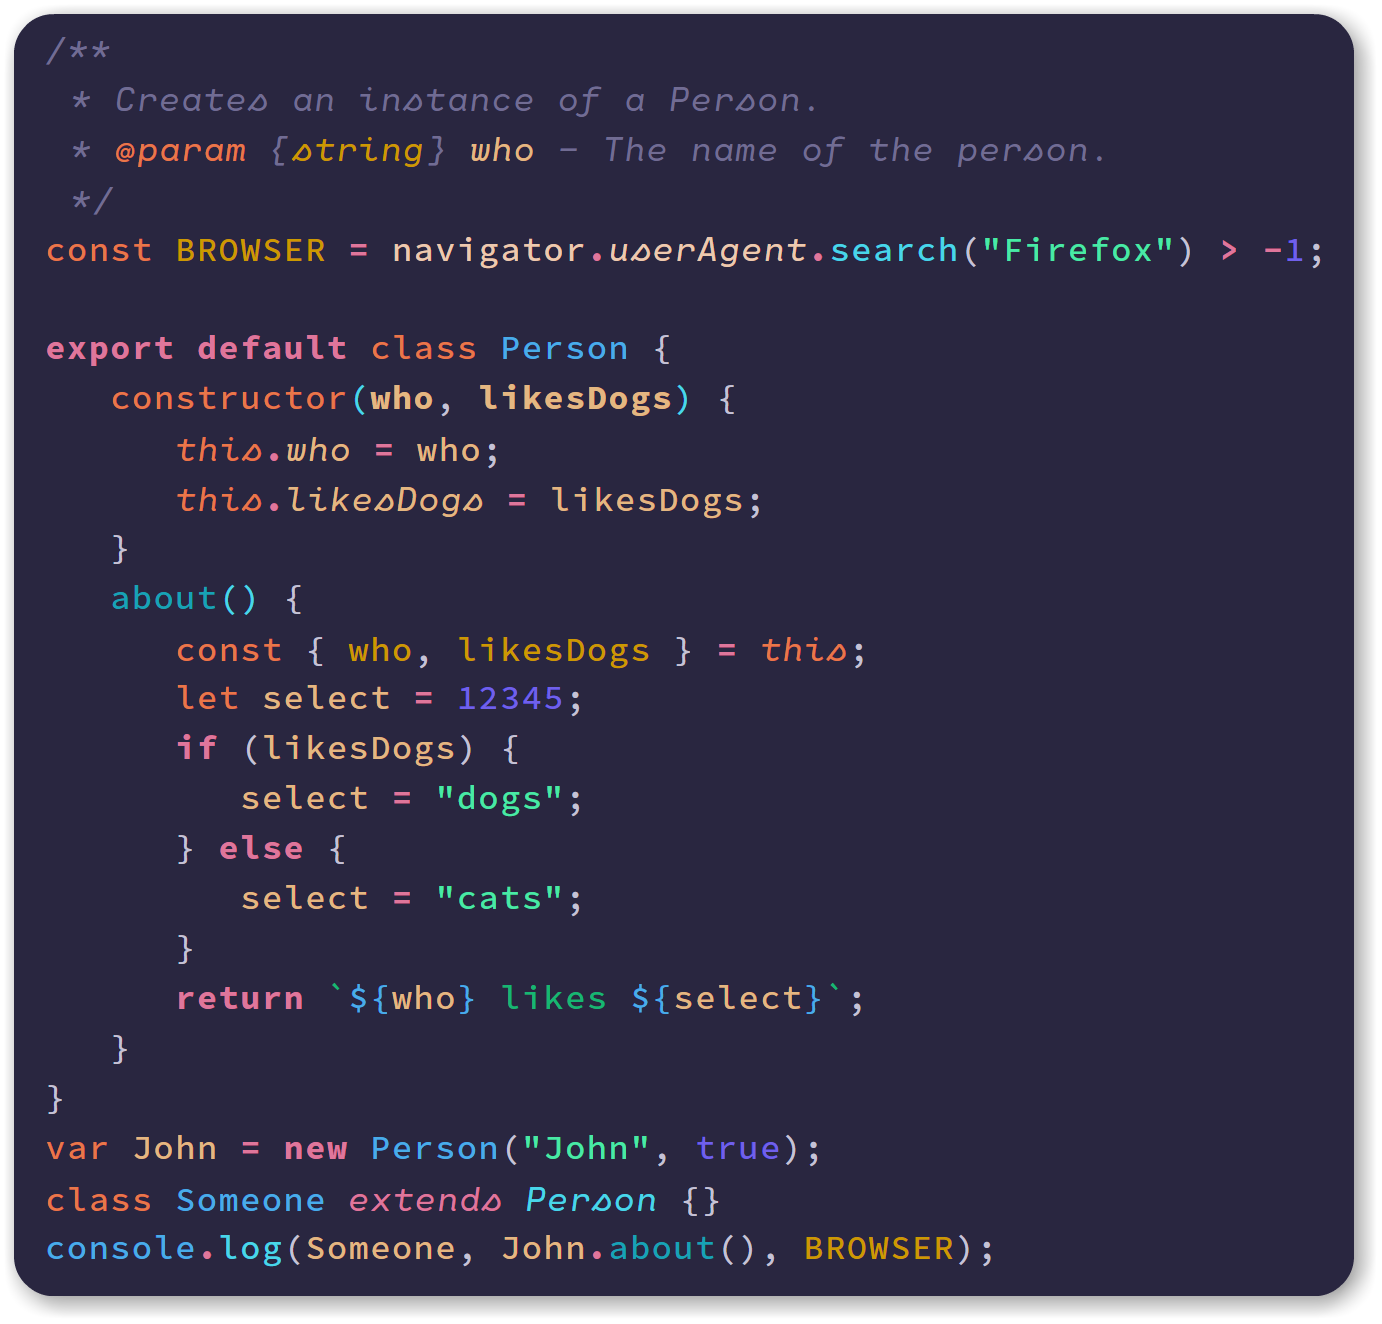 /**
 * Creates an instance of a Person.
 * @param {string} who - The name of the person.
 */
const BROWSER = navigator.userAgent.search("Firefox") > -1;

export default class Person {
   constructor(who, likesDogs) {
      this.who = who;
      this.likesDogs = likesDogs;
   }
   about() {
      const { who, likesDogs } = this;
      let select = 12345;
      if (likesDogs) {
         select = "dogs";
      } else {
         select = "cats";
      }
      return `${who} likes ${select}`;
   }
}
var John = new Person("John", true);
class Someone extends Person {}
console.log(Someone, John.about(), BROWSER);